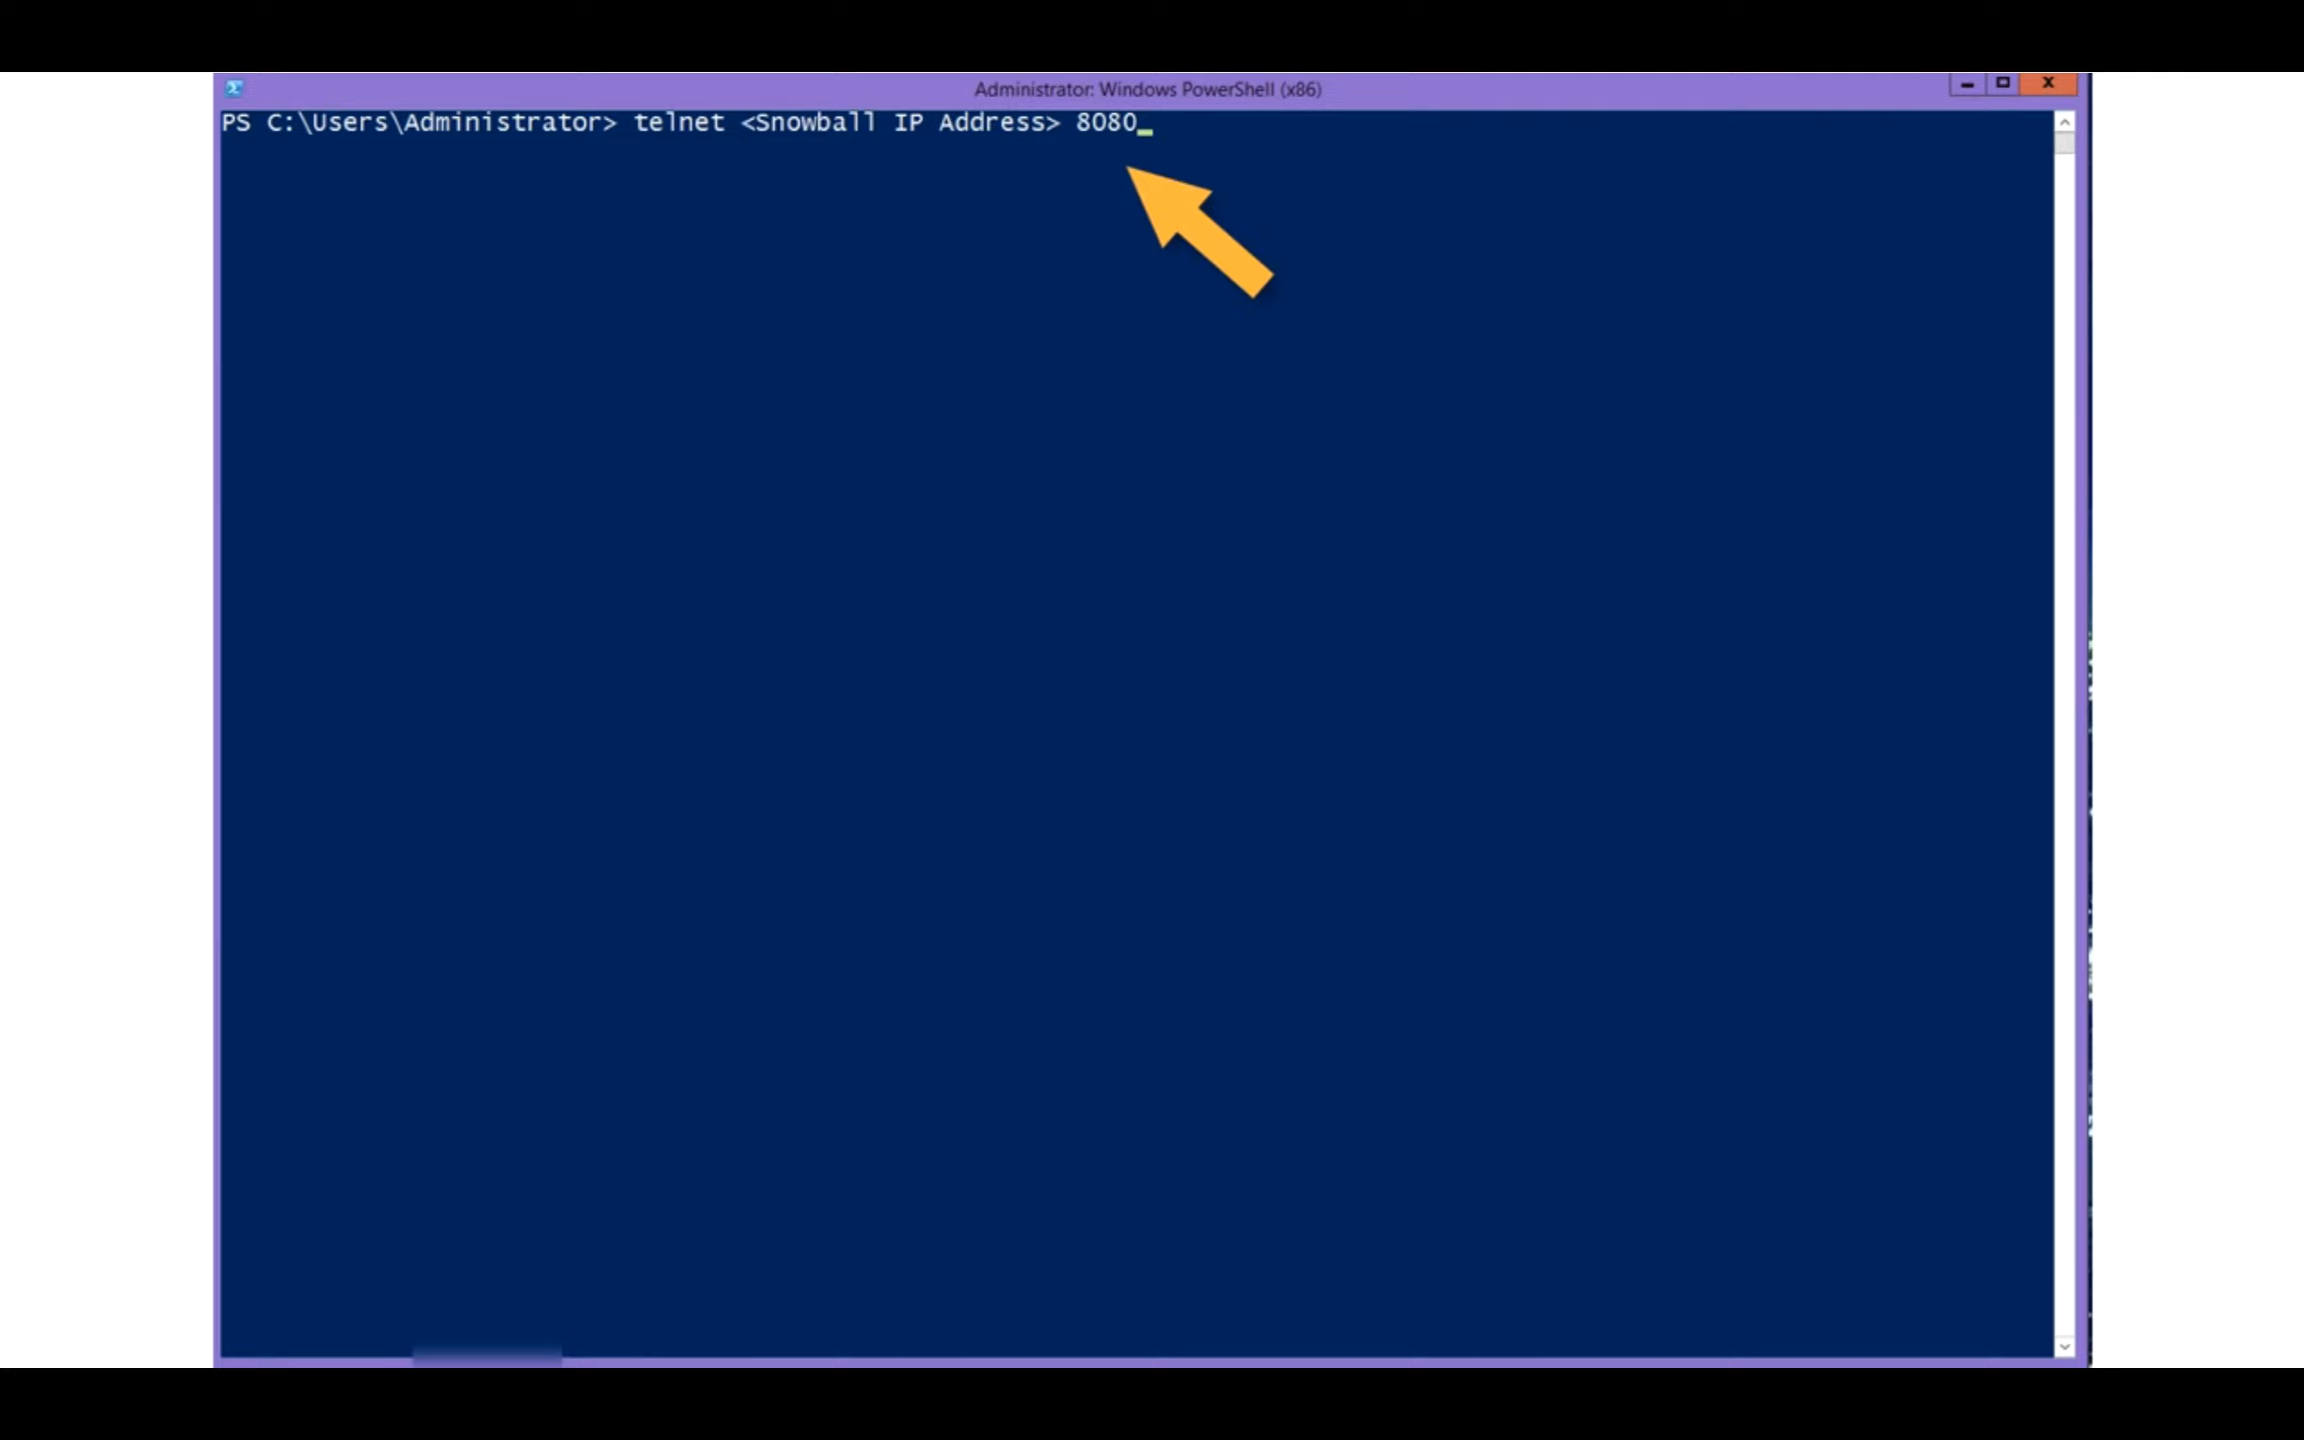 Administrator: Windows PowerShell (x86)
PS C:\Users\Administrator> telnet <Snowball IP Address> 8080